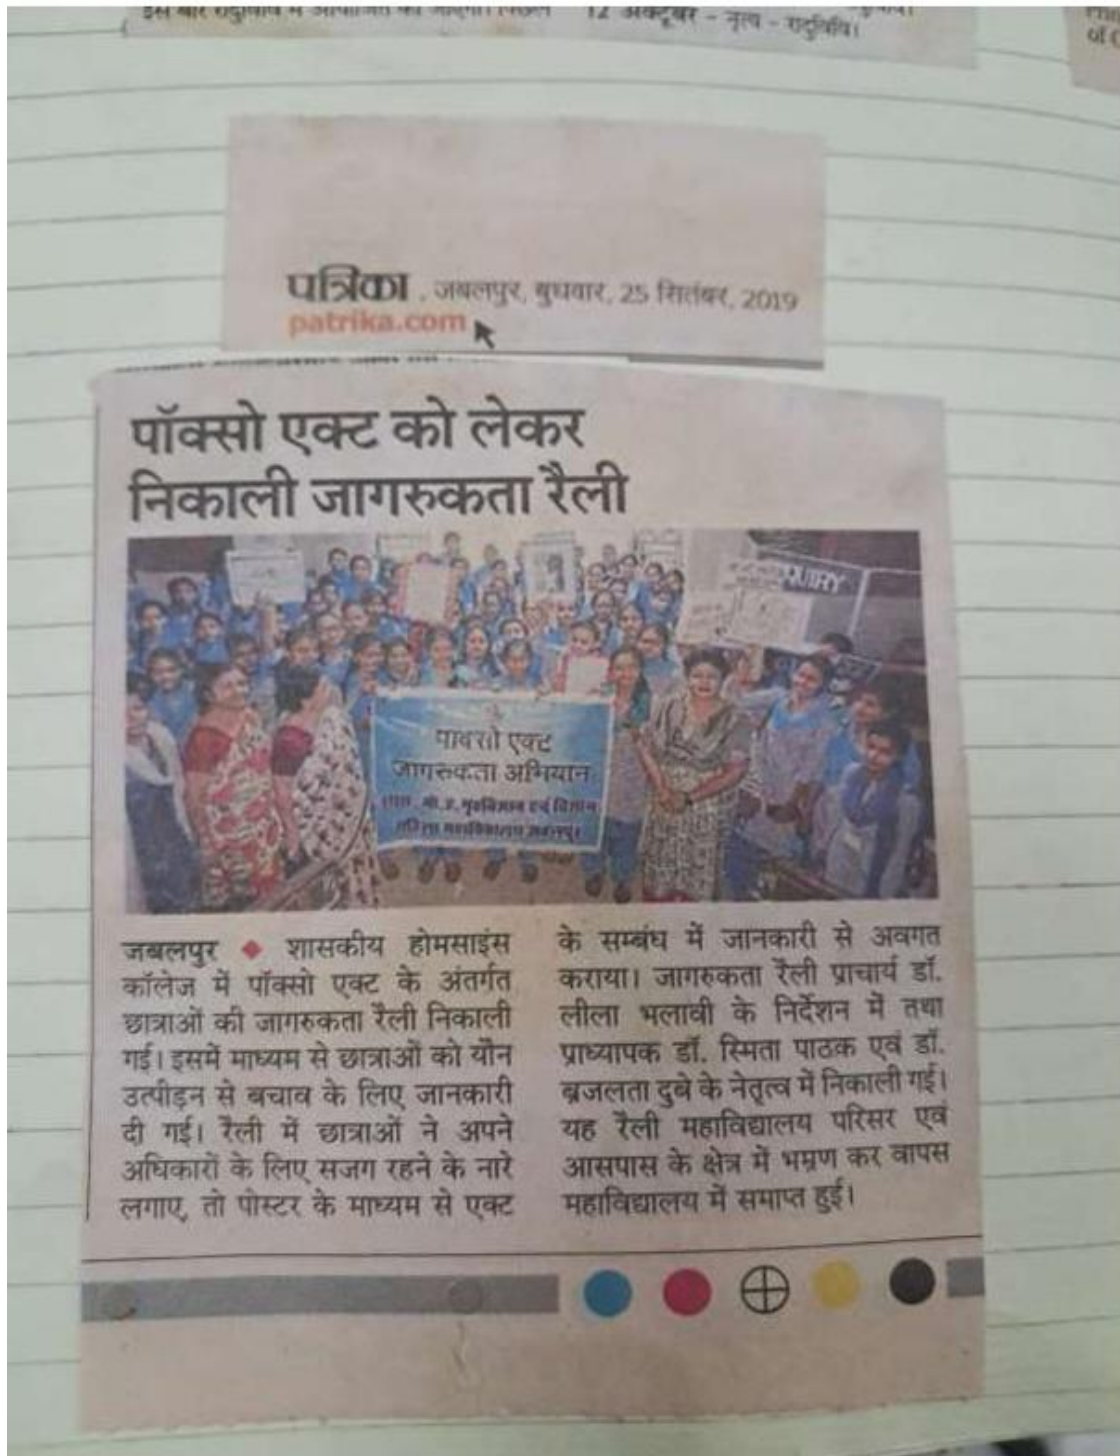 12 अक्टूबर - नृत्य - रादुविवि।
पत्रिका . जबलपुर, बुधवार, 25 सितंबर, 2019
patrika.com
पॉक्सो एक्ट को लेकर
निकाली जागरुकता रैली
QUIRY
पाक्सो एक्ट
जागरुकता अभियान
जबलपुर ◆ शासकीय होमसाइंस
कॉलेज में पॉक्सो एक्ट के अंतर्गत
छात्राओं की जागरुकता रैली निकाली
गई। इसमें माध्यम से छात्राओं को यौन
उत्पीड़न से बचाव के लिए जानकारी
दी गई। रैली में छात्राओं ने अपने
अधिकारों के लिए सजग रहने के नारे
लगाए, तो पोस्टर के माध्यम से एक्ट
के सम्बंध में जानकारी से अवगत
कराया। जागरुकता रैली प्राचार्य डॉ.
लीला भलावी के निर्देशन में तथा
प्राध्यापक डॉ. स्मिता पाठक एवं डॉ.
ब्रजलता दुबे के नेतृत्व में निकाली गई।
यह रैली महाविद्यालय परिसर एवं
आसपास के क्षेत्र में भम्रण कर वापस
महाविद्यालय में समाप्त हुई।